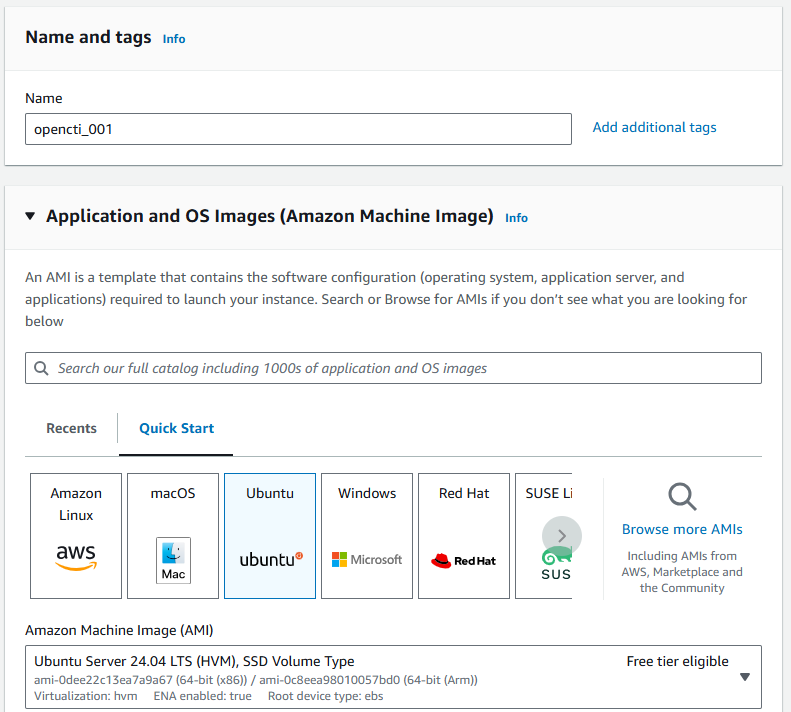 Name and tags Info
Name
opencti_001
Add additional tags
Application and OS Images (Amazon Machine Image) Info
An AMI is a template that contains the software configuration (operating system, application server, and
applications) required to launch your instance. Search or Browse for AMIs if you don't see what you are looking for
below
Search our full catalog including 1000s of application and OS images
Recents
Quick Start
Amazon
Linux
aws
macOS
Mac
Ubuntu
ubuntu
Windows
Microsoft
Red Hat
Red Hat
SUSE Li
SUS
Browse more AMIs
Including AMIs from
AWS, Marketplace and
the Community
Amazon Machine Image (AMI)
Ubuntu Server 24.04 LTS (HVM), SSD Volume Type
Free tier eligible
ami-0dee22c13ea7a9a67 (64-bit (x86)) / ami-0c8eea98010057bd0 (64-bit (Arm))
Virtualization: hvm ENA enabled: true Root device type: ebs